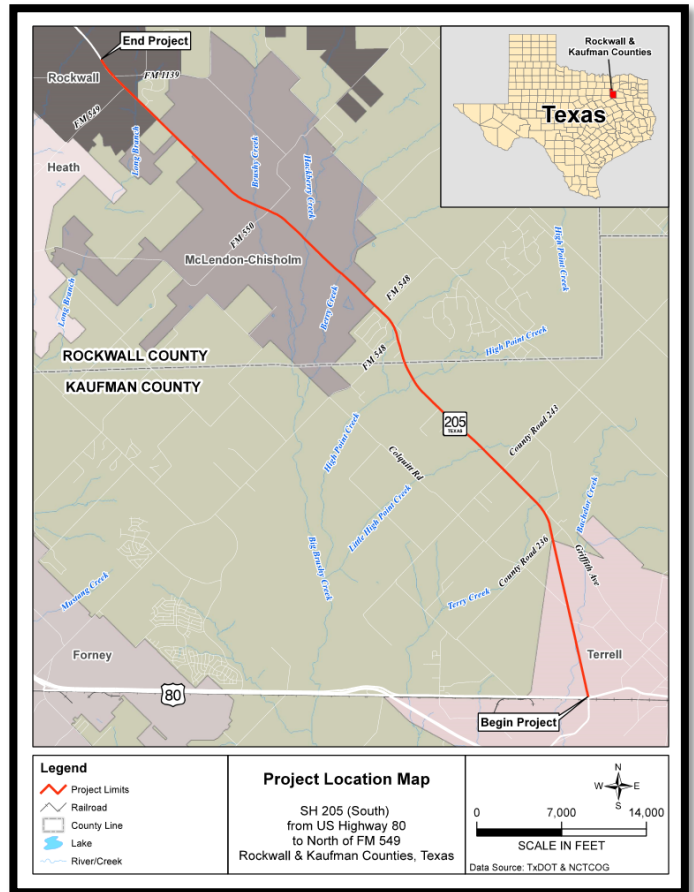 End Project
Rockwall
FM 1139
FM 549
Long Branch
Brushy Creek
Hackberry Creek
Heath
FM 550
McLendon-Chisholm
Berry Creek
Long Branch
FM 548
FM 548
High Point Creek
High Point Creek
ROCKWALL COUNTY
KAUFMAN COUNTY
205
TEXAS
County Road 243
Colquitt Rd
High Point Creek
Little High Point Creek
Bachelor Creek
Big Brushy Creek
County Road 236
Griffith Ave
Terry Creek
Mustang Creek
Forney
Terrell
80
Begin Project
Rockwall &
Kaufman Counties
Texas
Legend
Project Limits
Railroad
County Line
Lake
River/Creek
Project Location Map
SH 205 (South)
from US Highway 80
to North of FM 549
Rockwall & Kaufman Counties, Texas
N
W E
S
0 7,000 14,000
SCALE IN FEET
Data Source: TxDOT & NCTCOG